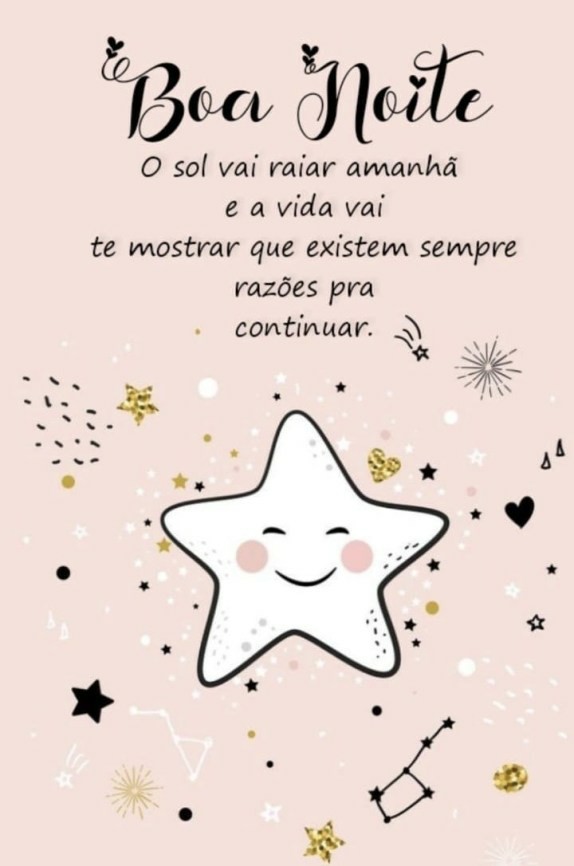 Boa Noite
O sol vai raiar amanhã
e a vida vai
te mostrar que existem sempre
razões pra
continuar.